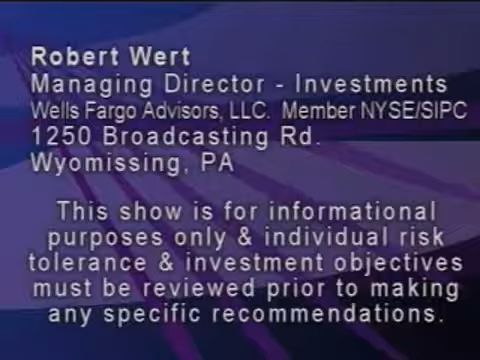 Robert Wert
Managing Director - Investments
Wells Fargo Advisors, LLC. Member NYSE/SIPC
1250 Broadcasting Rd.
Wyomissing, PA
This show is for informational
purposes only & individual risk
tolerance & investment objectives
must be reviewed prior to making
any specific recommendations.